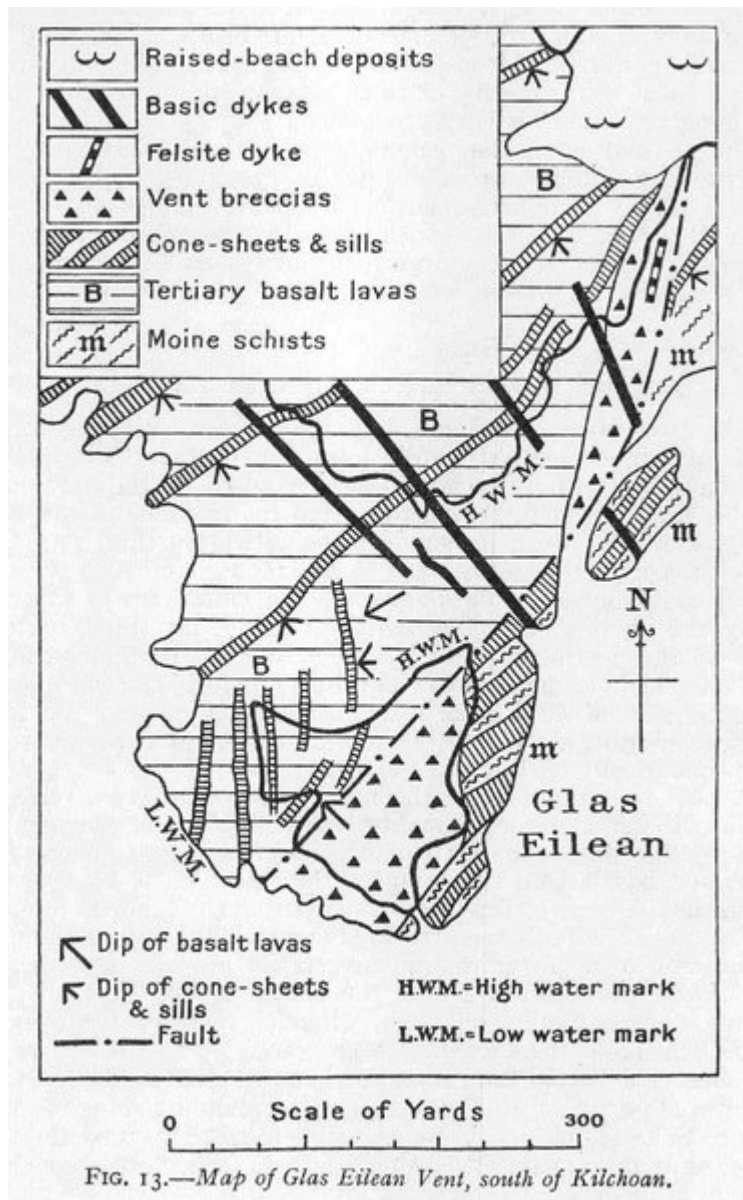 Raised-beach deposits
Basic dykes
Felsite dyke
Vent breccias
Cone-sheets & sills
B Tertiary basalt lavas
m Moine schists
B
m
B
H.W.M.
m
N
H.W.M.
B
m
Glas
Eilean
L.W.M.
Dip of basalt lavas
Dip of cone-sheets
& sills
H.W.M.=High water mark
Fault
L.W.M.=Low water mark
Scale of Yards
0 300
FIG. 13.—Map of Glas Eilean Vent, south of Kilchoan.